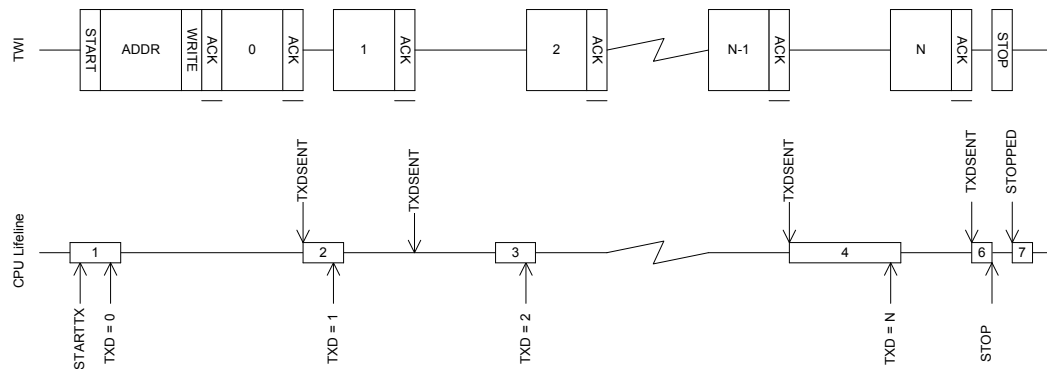 TWI
START
ADDR
WRITE
ACK
0
ACK
1
ACK
2
ACK
N-1
ACK
N
ACK
STOP
CPU Lifeline
TXDSENT
TXDSENT
TXDSENT
TXDSENT
STOPPED
1
2
3
4
6
7
STARTTX
TXD = 0
TXD = 1
TXD = 2
TXD = N
STOP